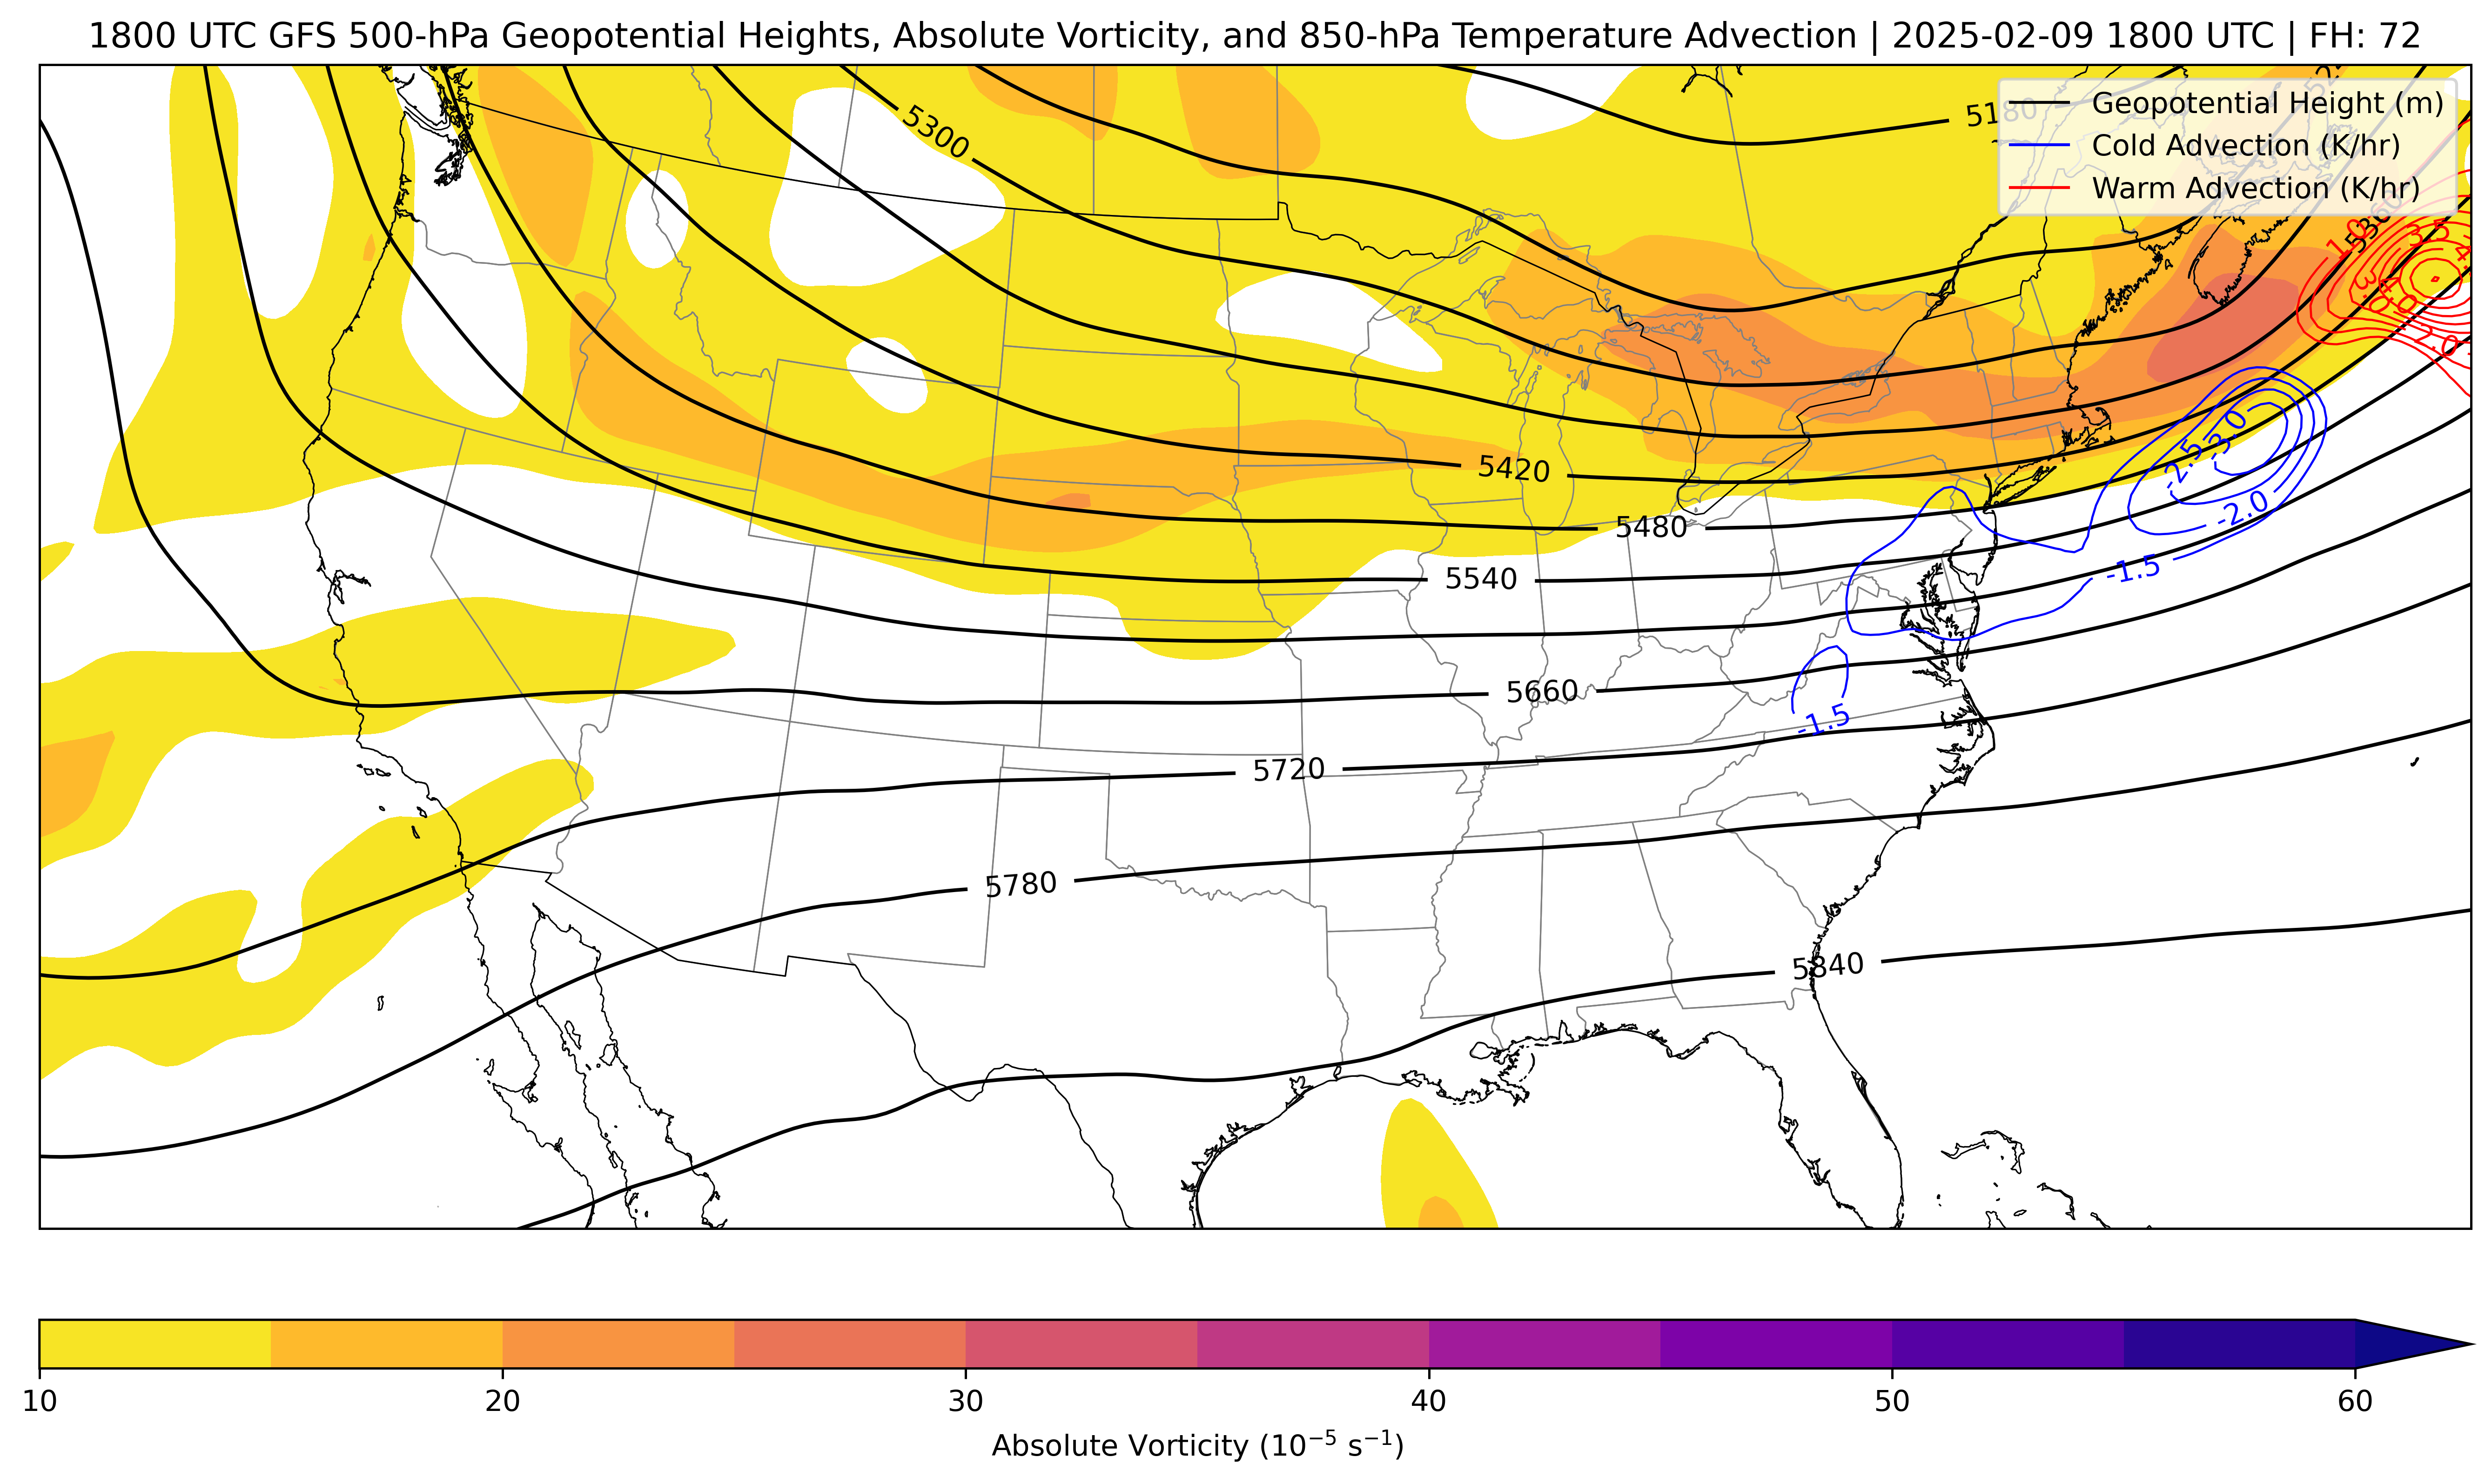 1800 UTC GFS 500-hPa Geopotential Heights, Absolute Vorticity, and 850-hPa Temperature Advection | 2025-02-09 1800 UTC | FH: 72
Geopotential Height (m)
Cold Advection (K/hr)
Warm Advection (K/hr)
5180
5300
5360
-3.0
-2.5
-2.0
5420
5480
5540
-1.5
5660
-1.5
5720
5780
5840
10 20 30 40 50 60
Absolute Vorticity (10⁻⁵ s⁻¹)